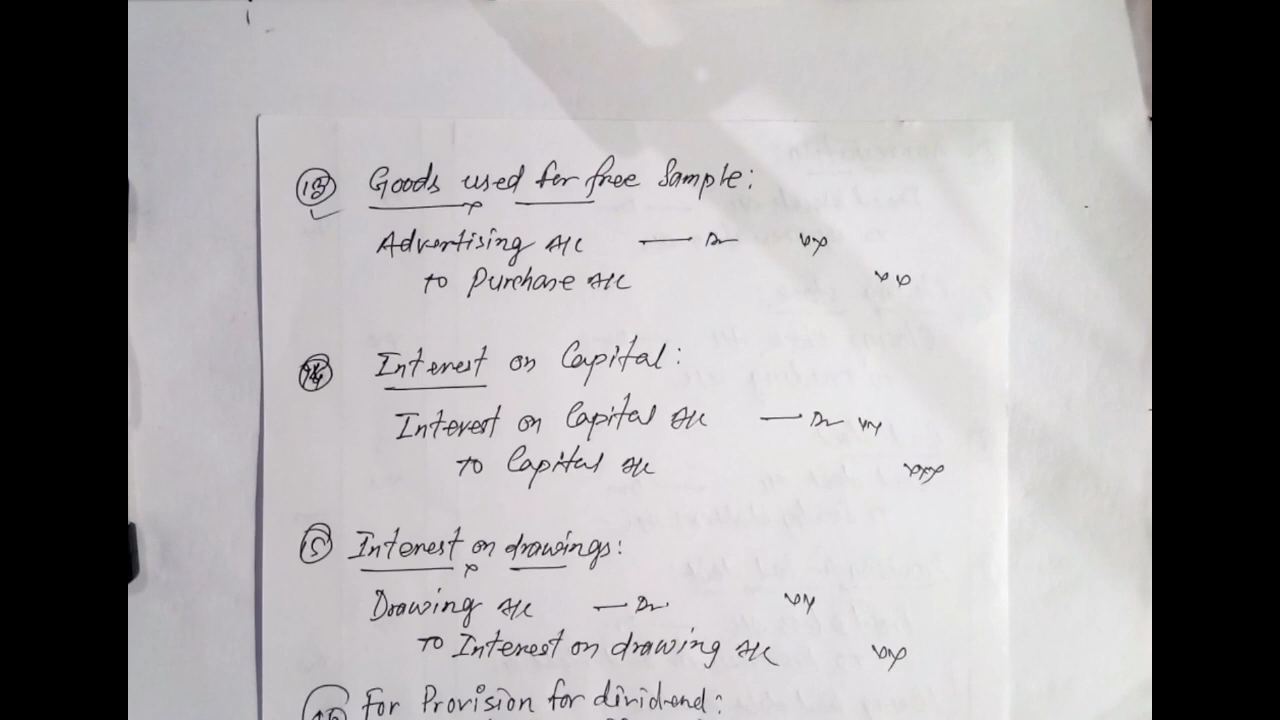 13 Goods used for free Sample:
Advertising A/C — Dr xx
to Purchase A/C xx
14 Interest on Capital:
Interest on Capital A/C — Dr xx
to Capital A/C xxx
15 Interest on drawings:
Drawing A/C — Dr. xx
To Interest on drawing A/C xx
For Provision for dividend: